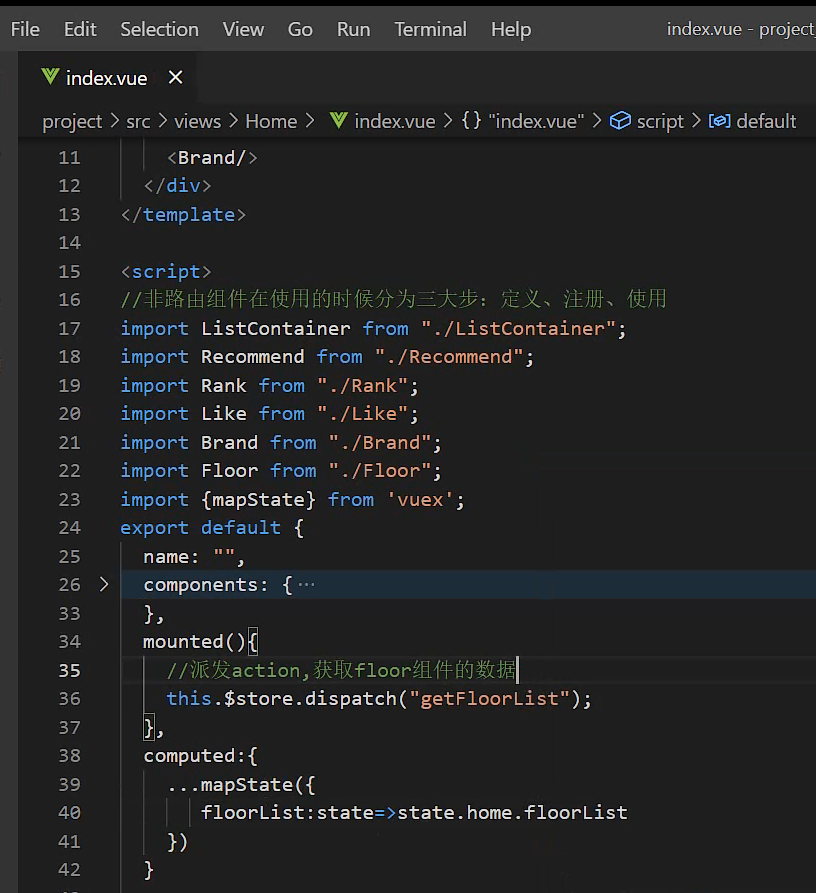 File Edit Selection View Go Run Terminal Help index.vue - project
index.vue ×
project > src > views > Home > index.vue > {} "index.vue" > script > default
11 <Brand/>
12 </div>
13 </template>
14
15 <script>
16 //非路由组件在使用的时候分为三大步：定义、注册、使用
17 import ListContainer from "./ListContainer";
18 import Recommend from "./Recommend";
19 import Rank from "./Rank";
20 import Like from "./Like";
21 import Brand from "./Brand";
22 import Floor from "./Floor";
23 import {mapState} from 'vuex';
24 export default {
25 name: "",
26 > components: { ···
33 },
34 mounted(){
35 //派发action,获取floor组件的数据
36 this.$store.dispatch("getFloorList");
37 },
38 computed:{
39 ...mapState({
40 floorList:state=>state.home.floorList
41 })
42 }